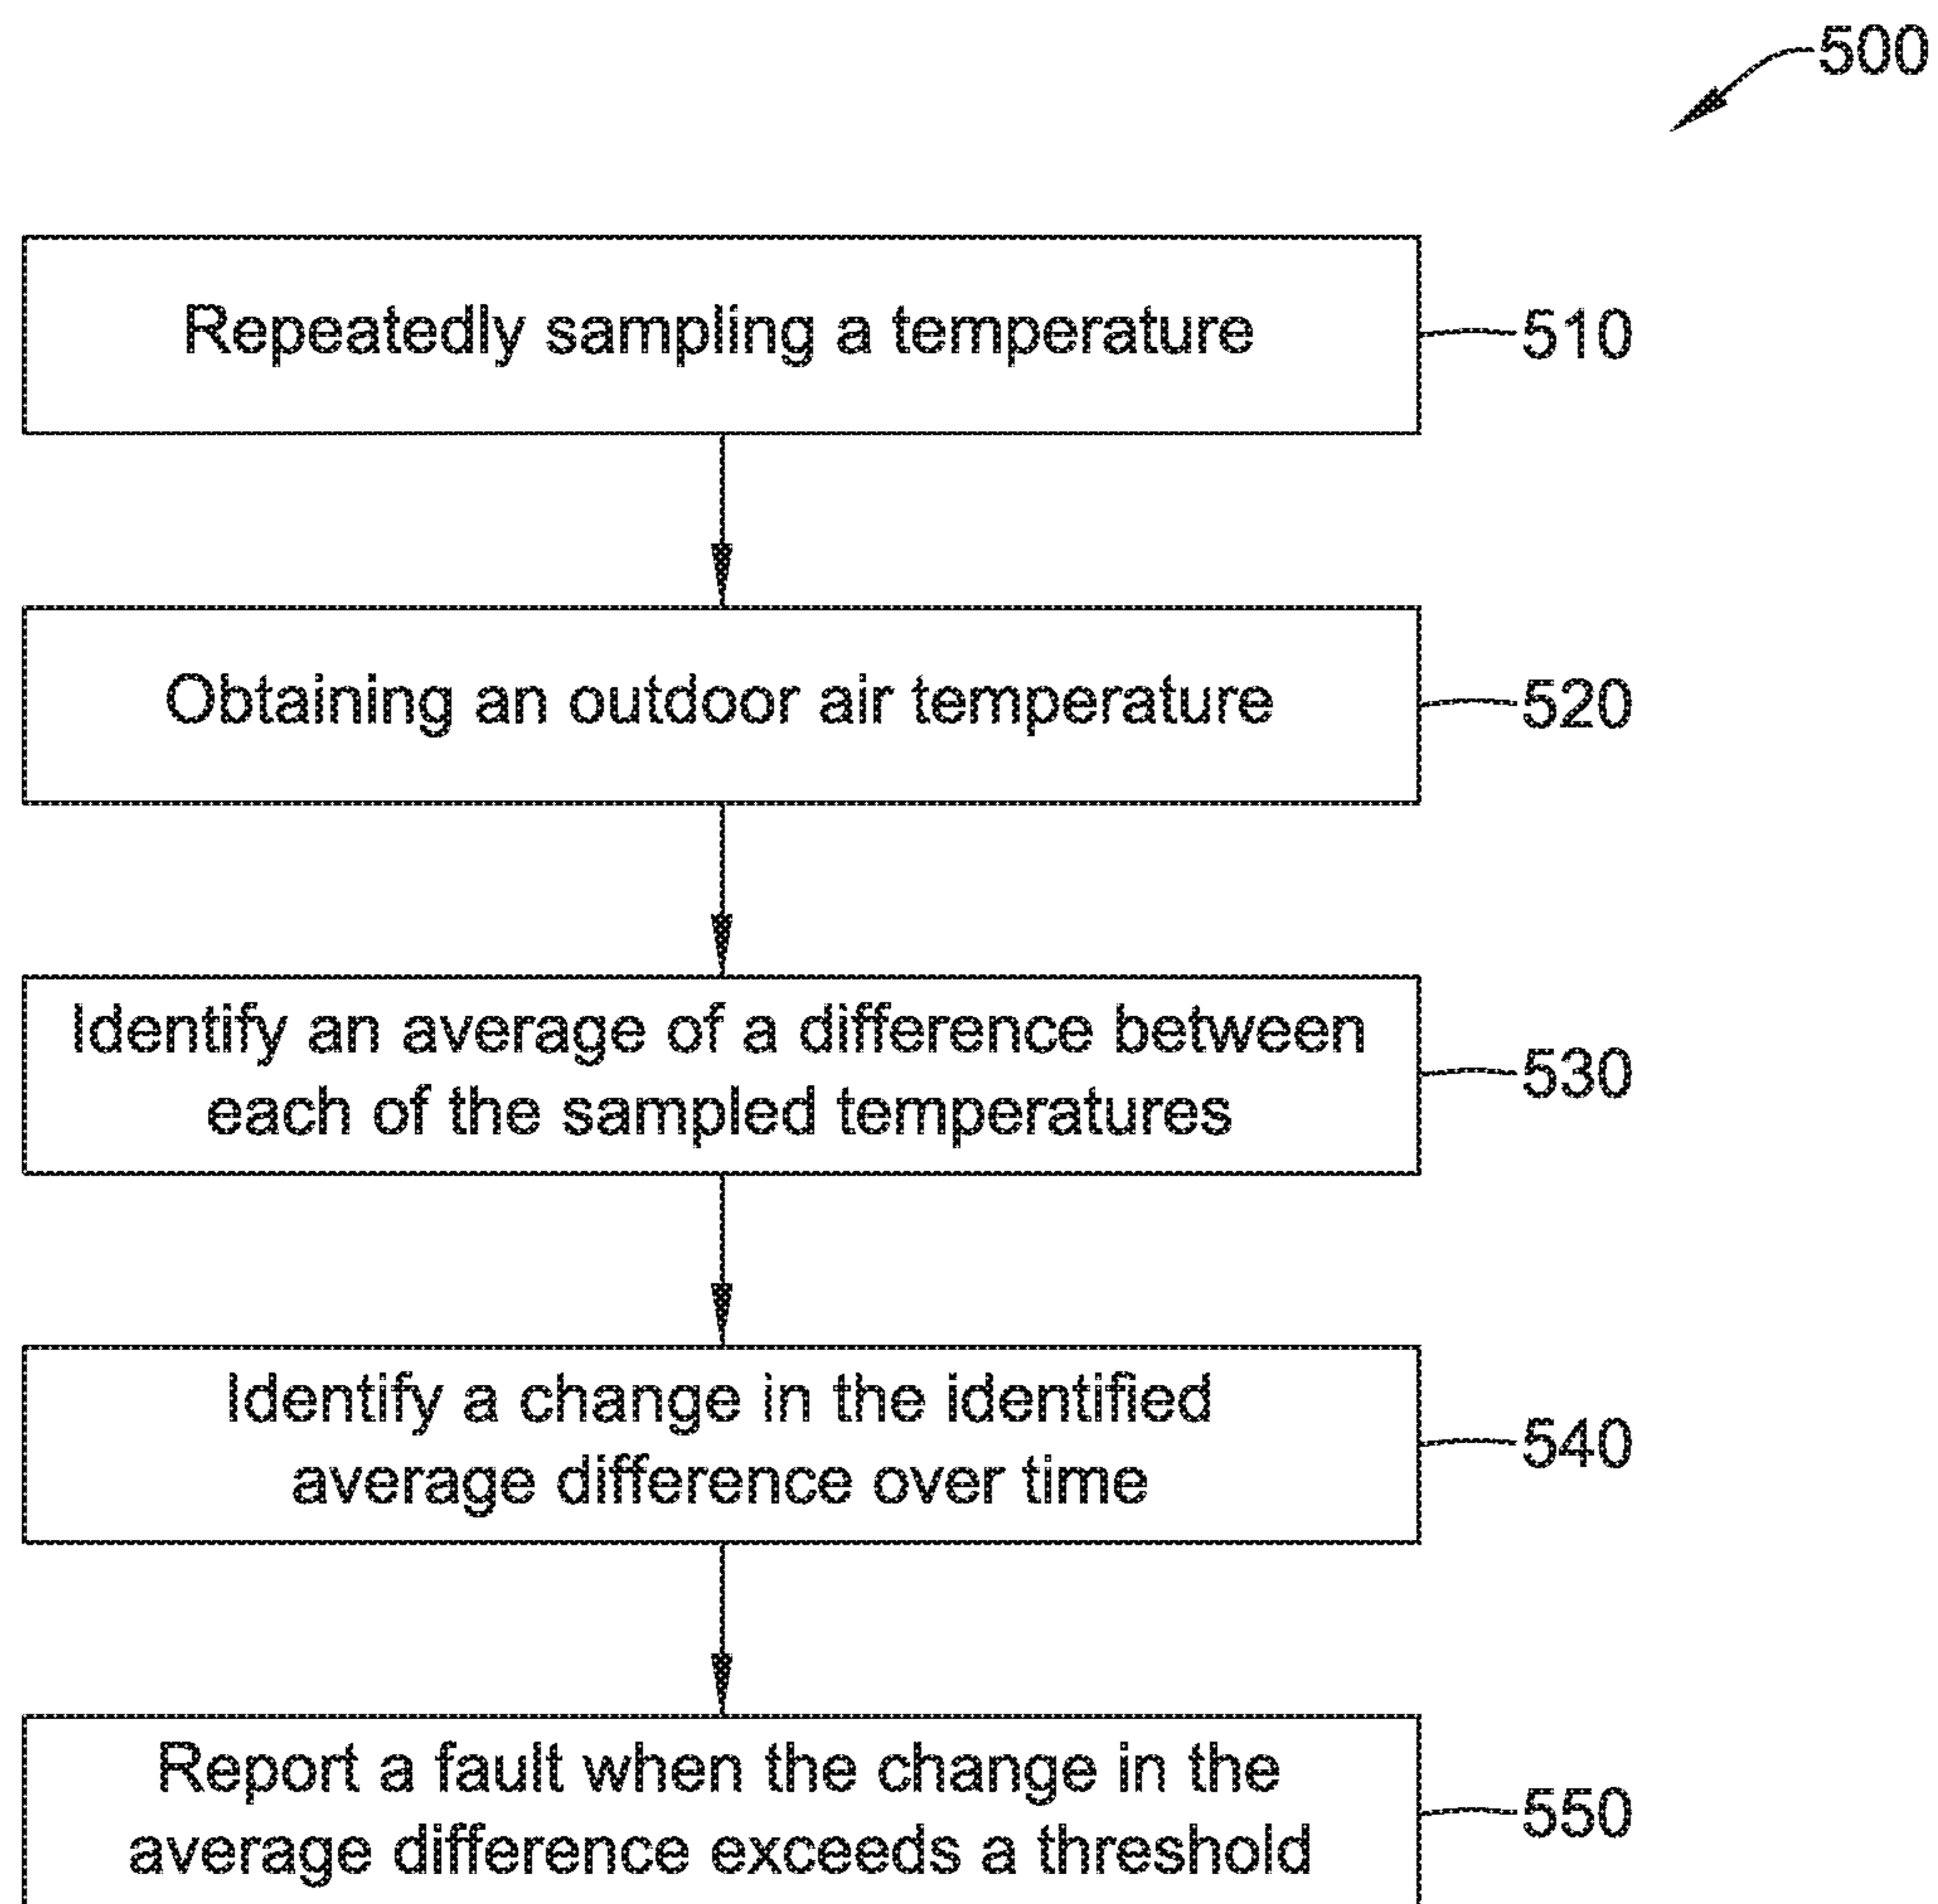 500
Repeatedly sampling a temperature
510
Obtaining an outdoor air temperature
520
Identify an average of a difference between
each of the sampled temperatures
530
Identify a change in the identified
average difference over time
540
Report a fault when the change in the
average difference exceeds a threshold
550